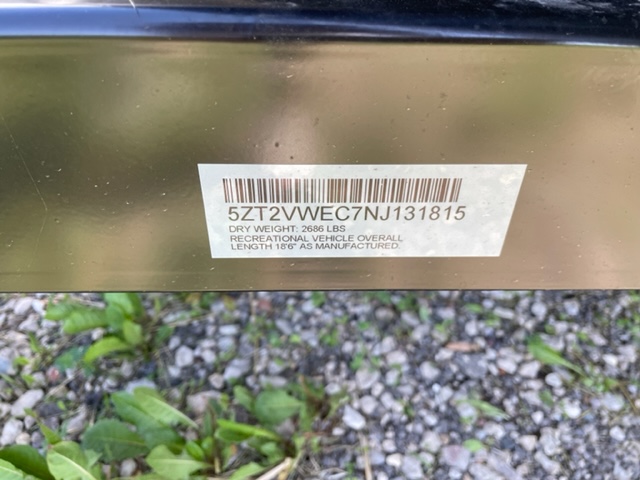 5ZT2VWEC7NJ131815
DRY WEIGHT: 2686 LBS
RECREATIONAL VEHICLE OVERALL
LENGTH 18'6" AS MANUFACTURED.